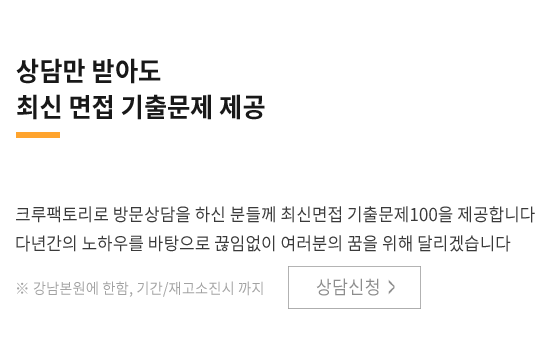 상담만 받아도
최신 면접 기출문제 제공
크루팩토리로 방문상담을 하신 분들께 최신면접 기출문제100을 제공합니다
다년간의 노하우를 바탕으로 끊임없이 여러분의 꿈을 위해 달리겠습니다
※ 강남본원에 한함, 기간/재고소진시 까지
상담신청 >